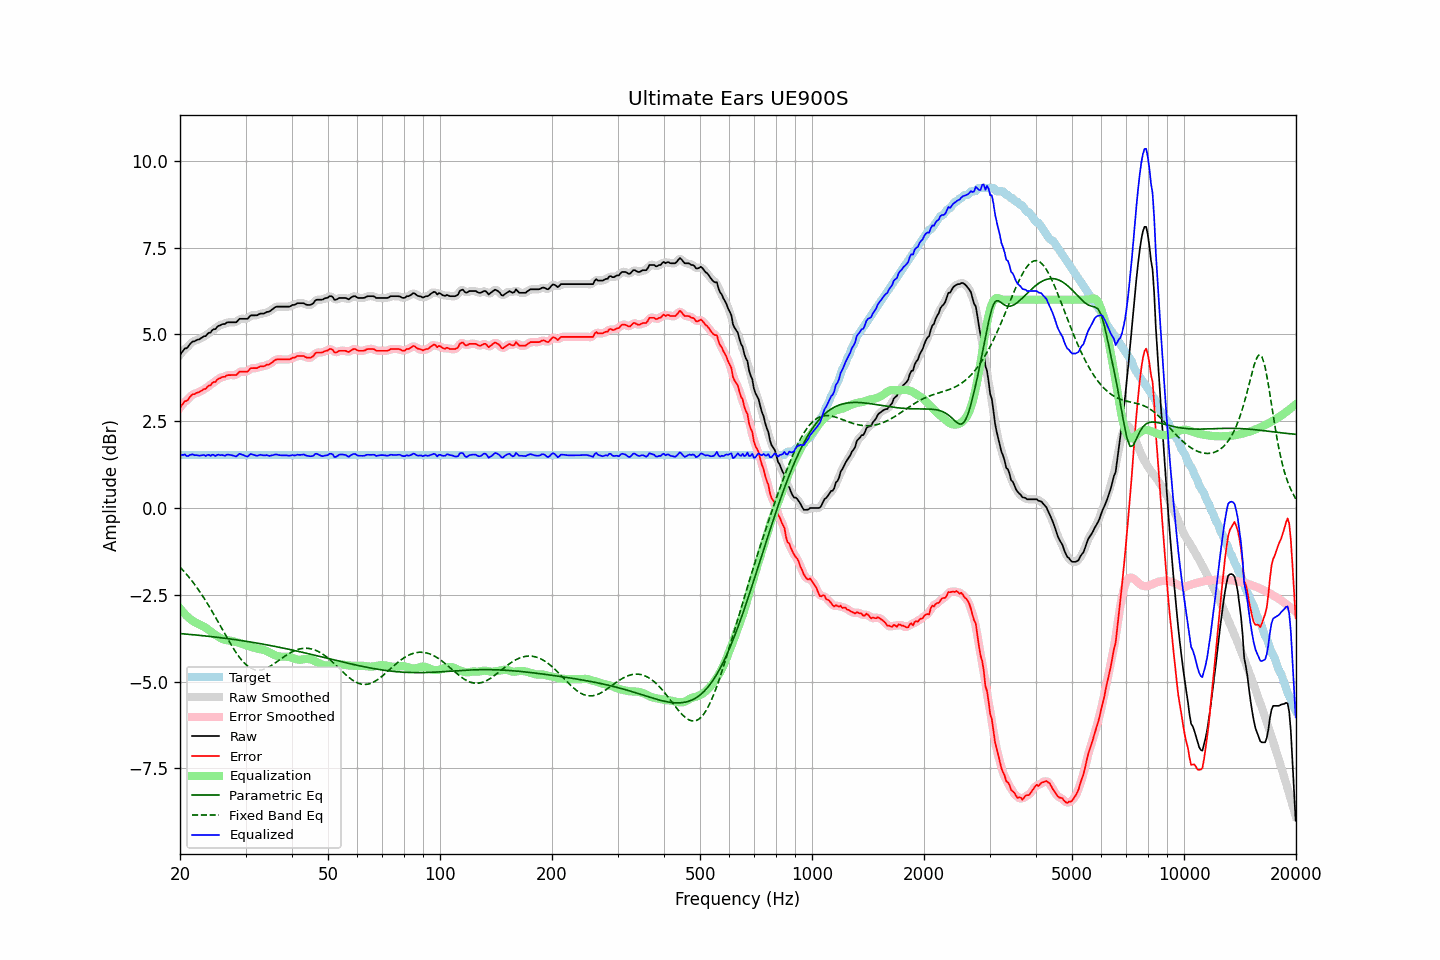 Ultimate Ears UE900S
Amplitude (dBr)
10.0
7.5
5.0
2.5
0.0
−2.5
−5.0
−7.5
Target
Raw Smoothed
Error Smoothed
Raw
Error
Equalization
Parametric Eq
Fixed Band Eq
Equalized
20 50 100 200 500 1000 2000 5000 10000 20000
Frequency (Hz)